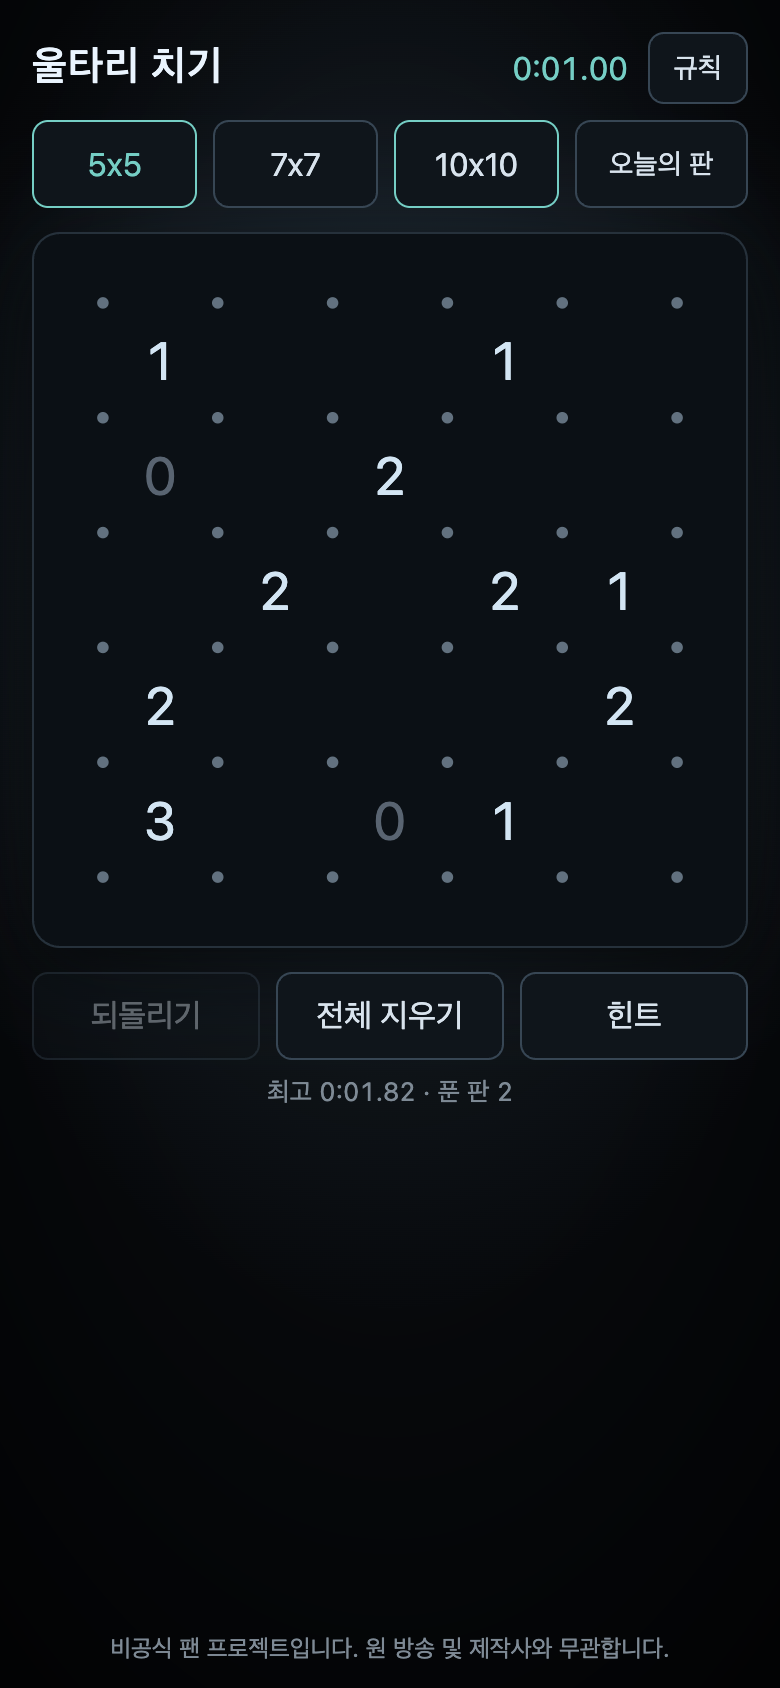 울타리 치기 0:01.00 규칙
5x5 7x7 10x10 오늘의 판
1 1
0 2
2 2 1
2 2
3 0 1
되돌리기 전체 지우기 힌트
최고 0:01.82 · 푼 판 2
비공식 팬 프로젝트입니다. 원 방송 및 제작사와 무관합니다.